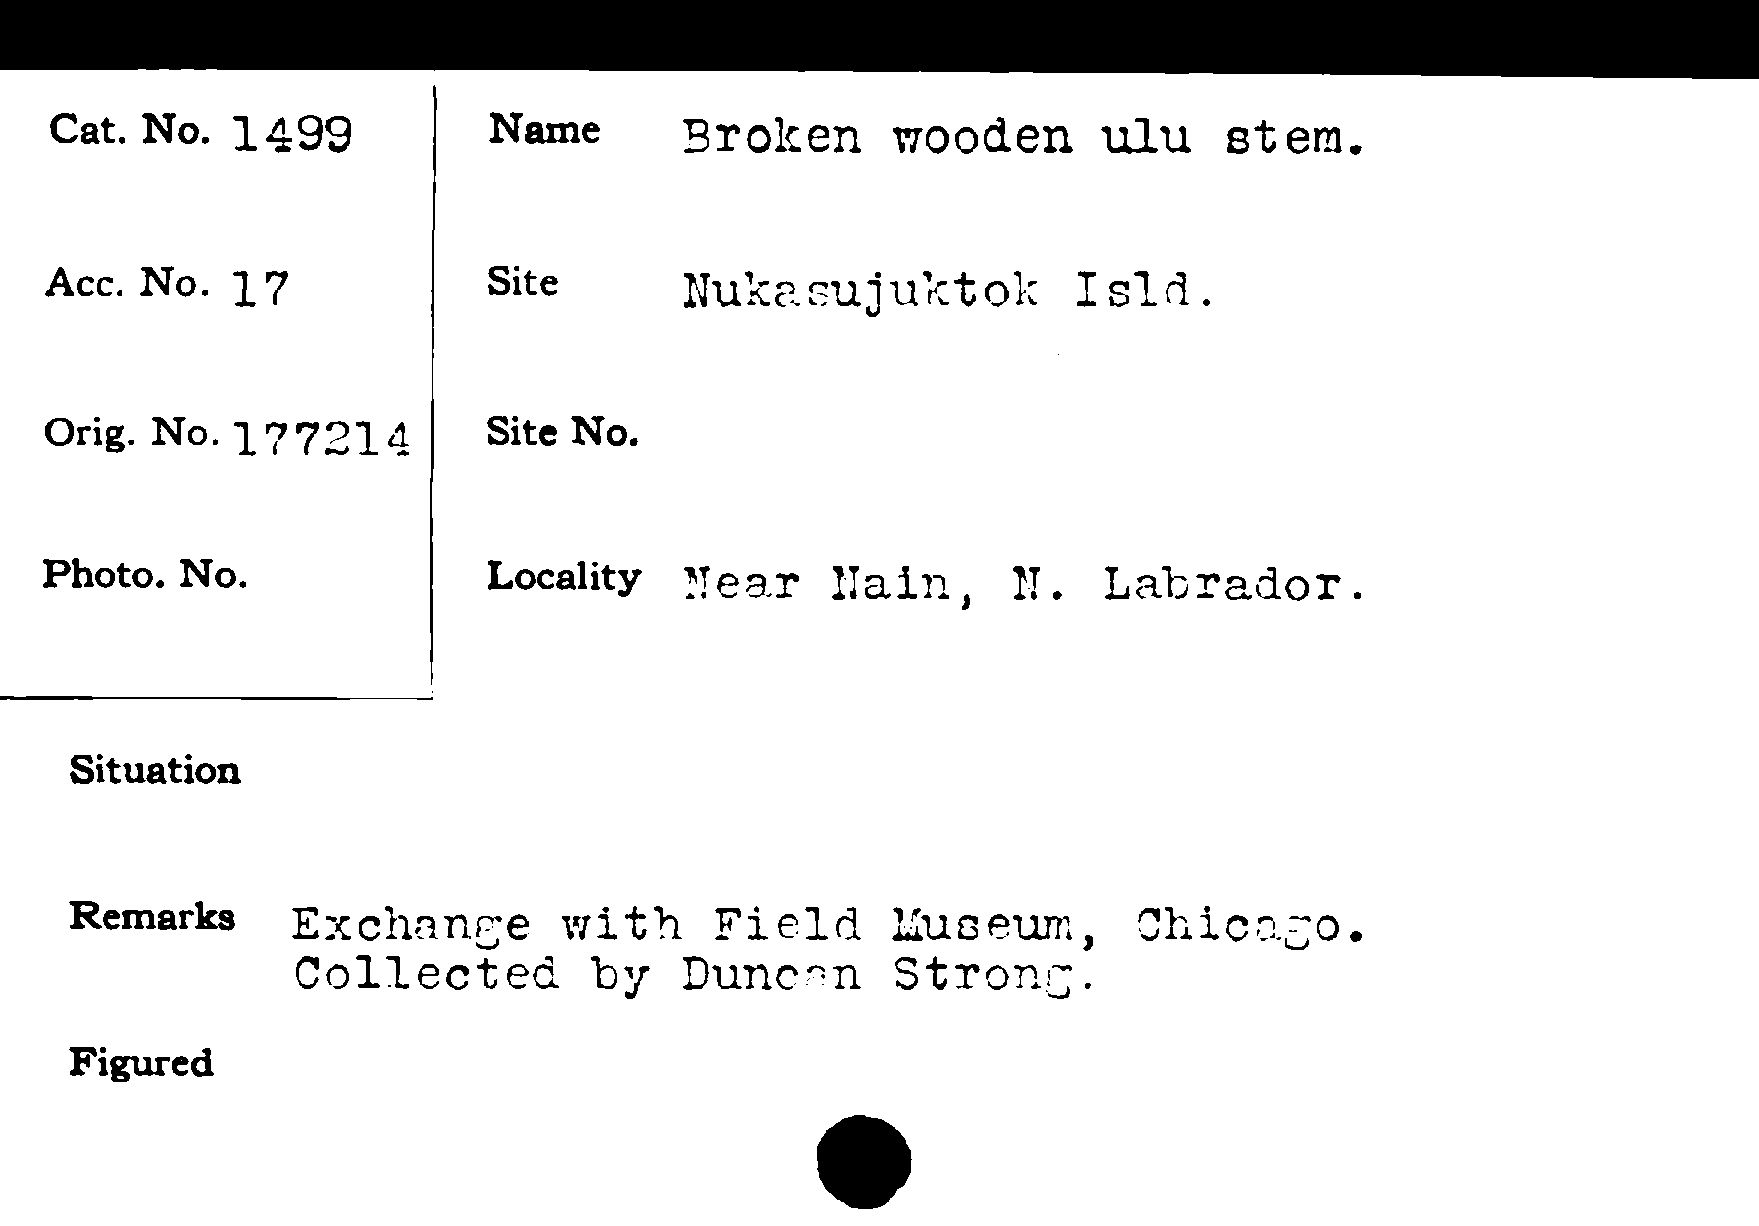 Cat. No. 1499
Name Broken wooden ulu stem.
Acc. No. 17
Site Nukasujuktok Isld.
Orig. No. 177214
Site No.
Photo. No.
Locality Near Nain, N. Labrador.
Situation
Remarks Exchange with Field Museum, Chicago.
Collected by Duncan Strong.
Figured